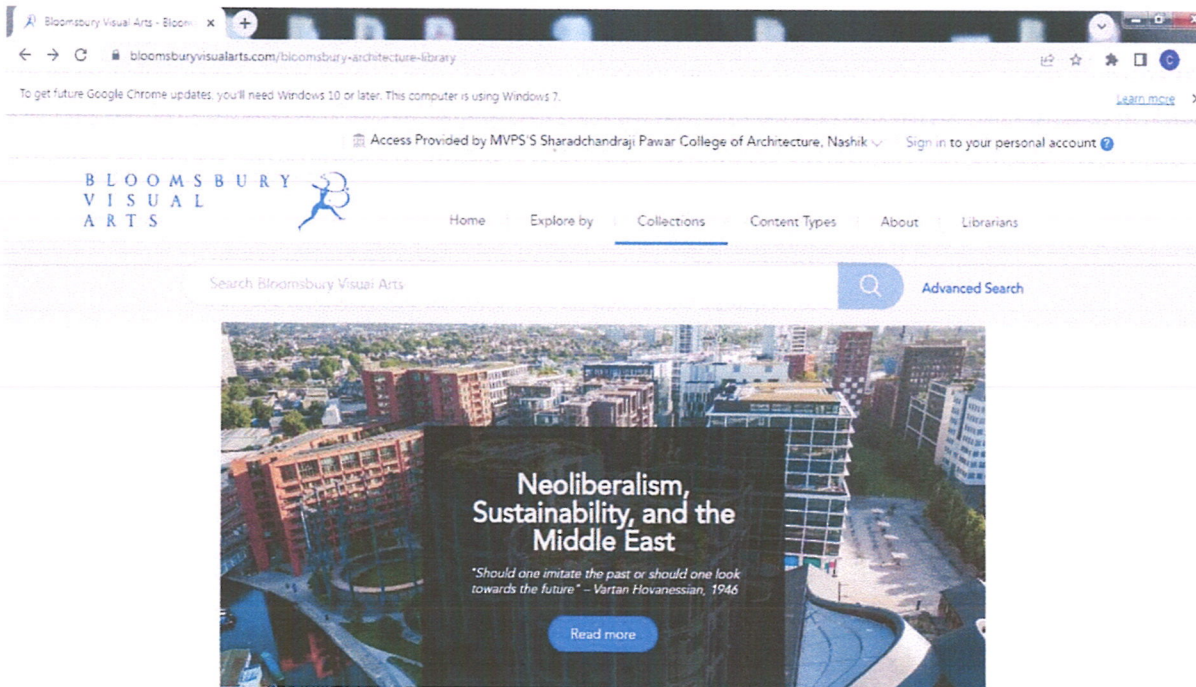 Bloomsbury Visual Arts - Bloom
bloomsburyvisualarts.com/bloomsbury-architecture-library
To get future Google Chrome updates, you'll need Windows 10 or later. This computer is using Windows 7.
Learn more
Access Provided by MVPS'S Sharadchandraji Pawar College of Architecture, Nashik
Sign in to your personal account
BLOOMSBURY
VISUAL
ARTS
Home Explore by Collections Content Types About Librarians
Search Bloomsbury Visual Arts
Advanced Search
Neoliberalism,
Sustainability, and the
Middle East
"Should one imitate the past or should one look
towards the future" – Vartan Hovanessian, 1946
Read more